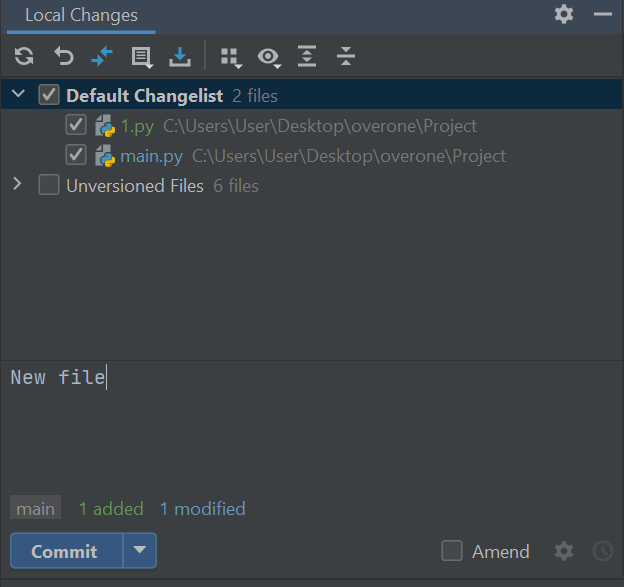 Local Changes
Default Changelist 2 files
1.py C:\Users\User\Desktop\overone\Project
main.py C:\Users\User\Desktop\overone\Project
Unversioned Files 6 files
New file
main 1 added 1 modified
Commit Amend